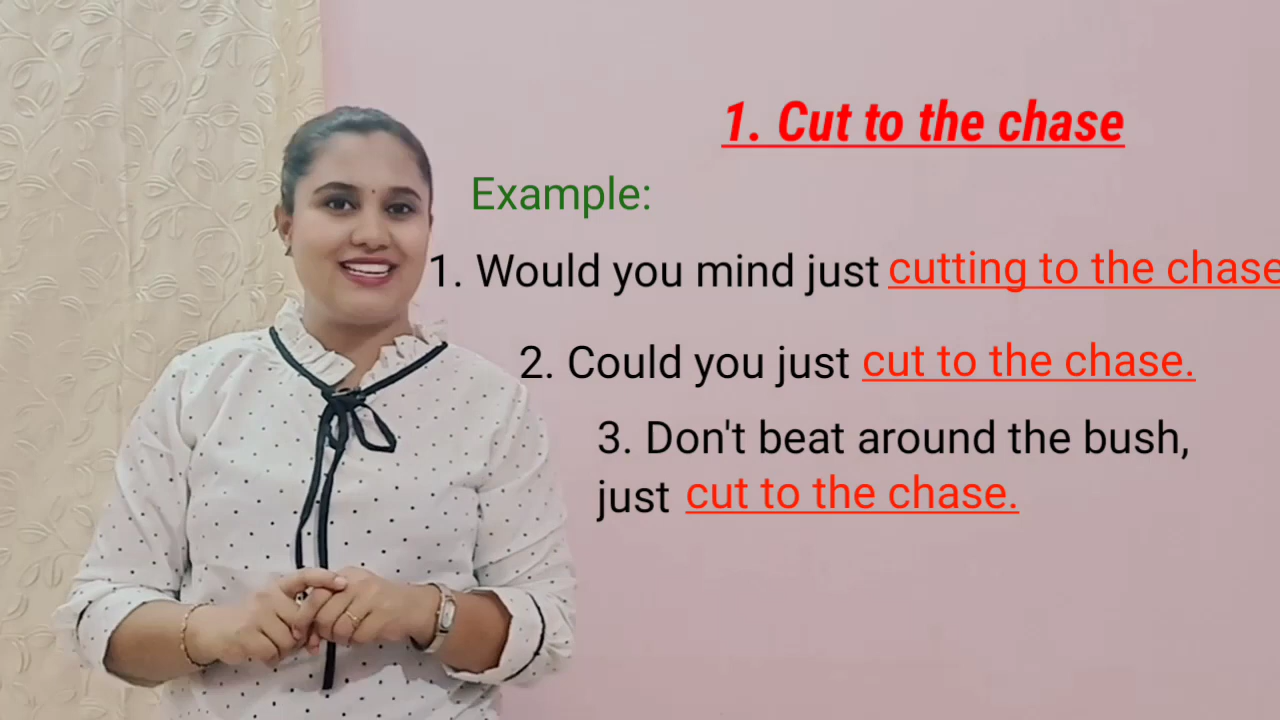 1. Cut to the chase
Example:
1. Would you mind just cutting to the chase
2. Could you just cut to the chase.
3. Don't beat around the bush,
just cut to the chase.